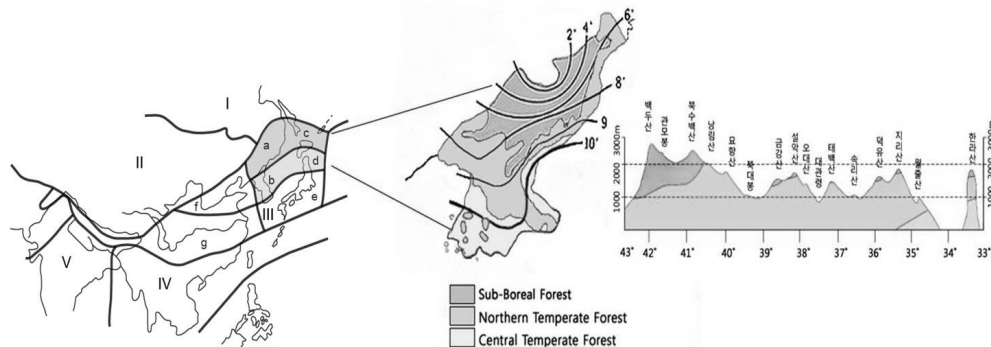 I
II
III
IV
V
a
b
c
d
e
f
g
2°
4°
6°
8°
9
10°
Sub-Boreal Forest
Northern Temperate Forest
Central Temperate Forest
3000m
2000
1000
백두산
관모봉
북수백산
남림산
묘향산
북대봉
금강산
설악산
오대산
대관령
태백산
속리산
덕유산
지리산
월출산
한라산
43° 42° 41° 40° 39° 38° 37° 36° 35° 34° 33°